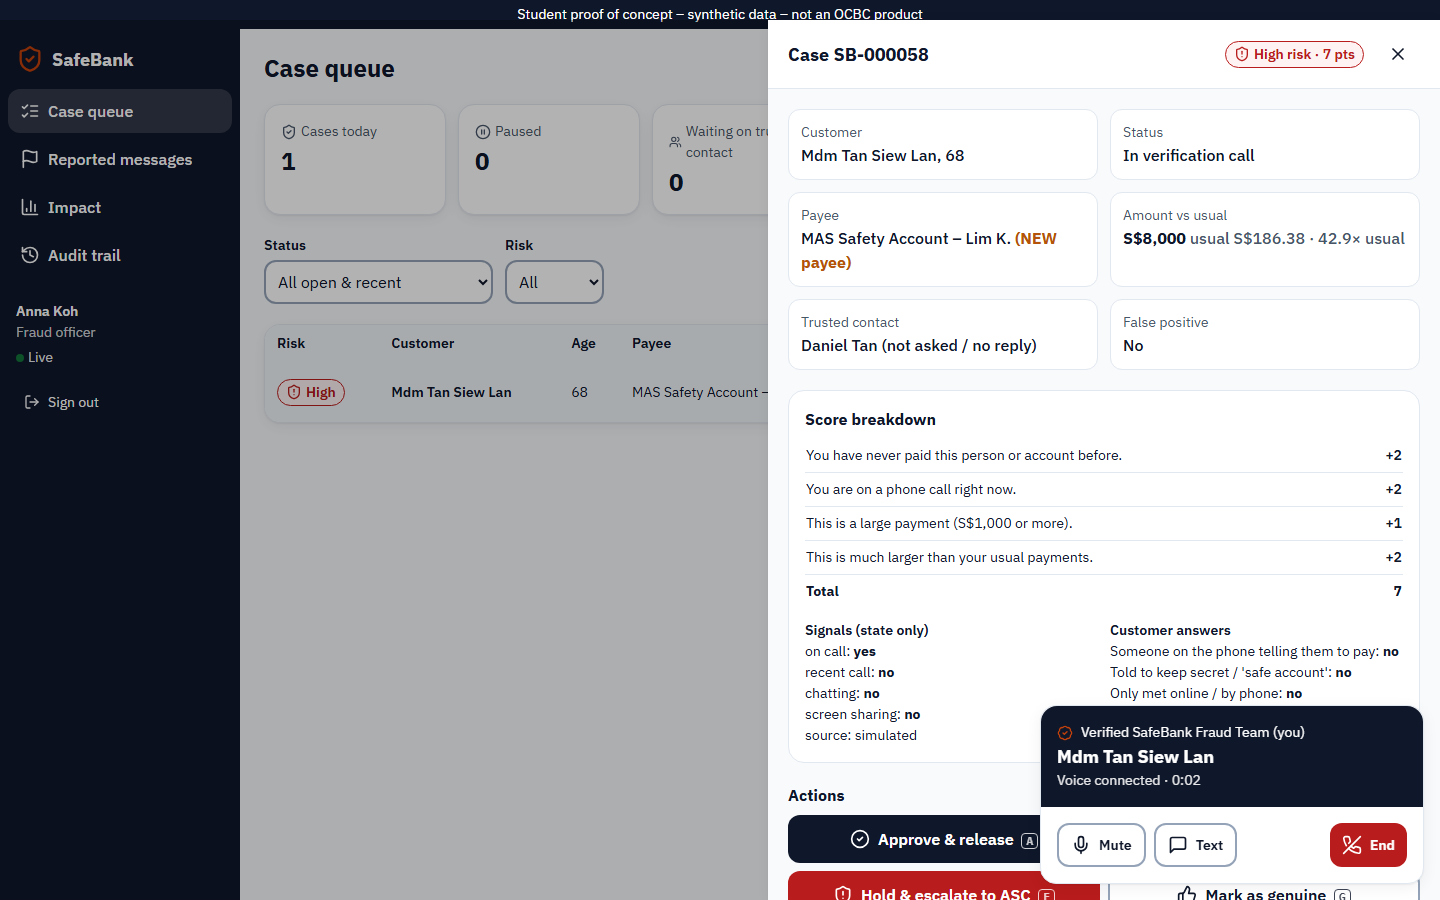 Student proof of concept – synthetic data – not an OCBC product
SafeBank
Case queue
Reported messages
Impact
Audit trail
Anna Koh
Fraud officer
Live
Sign out
Case queue
Cases today
1
Paused
0
Waiting on
contact
0
Status
Risk
All open & recent
All
Risk Customer Age Payee
High Mdm Tan Siew Lan 68 MAS Safety Account –
Case SB-000058
High risk · 7 pts
Customer
Mdm Tan Siew Lan, 68
Status
In verification call
Payee
MAS Safety Account – Lim K. (NEW
payee)
Amount vs usual
S$8,000 usual S$186.38 · 42.9× usual
Trusted contact
Daniel Tan (not asked / no reply)
False positive
No
Score breakdown
You have never paid this person or account before. +2
You are on a phone call right now. +2
This is a large payment (S$1,000 or more). +1
This is much larger than your usual payments. +2
Total 7
Signals (state only)
on call: yes
recent call: no
chatting: no
screen sharing: no
source: simulated
Customer answers
Someone on the phone telling them to pay: no
Told to keep secret / 'safe account': no
Only met online / by phone: no
Actions
Approve & release A
Hold & escalate to ASC E
Mark as genuine G
Verified SafeBank Fraud Team (you)
Mdm Tan Siew Lan
Voice connected · 0:02
Mute
Text
End